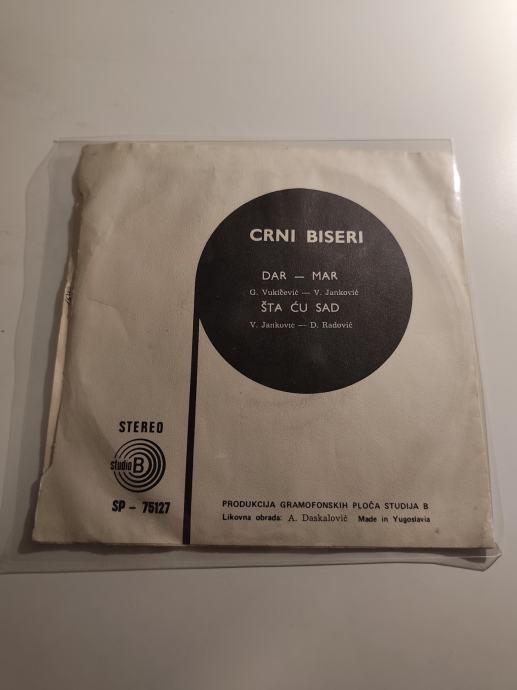 CRNI BISERI
DAR — MAR
G. Vukičević — V. Janković
ŠTA ĆU SAD
V. Janković — D. Radović
STEREO
studio B
SP - 75127
PRODUKCIJA GRAMOFONSKIH PLOČA STUDIJA B
Likovna obrada: A. Daskalović Made in Yugoslavia